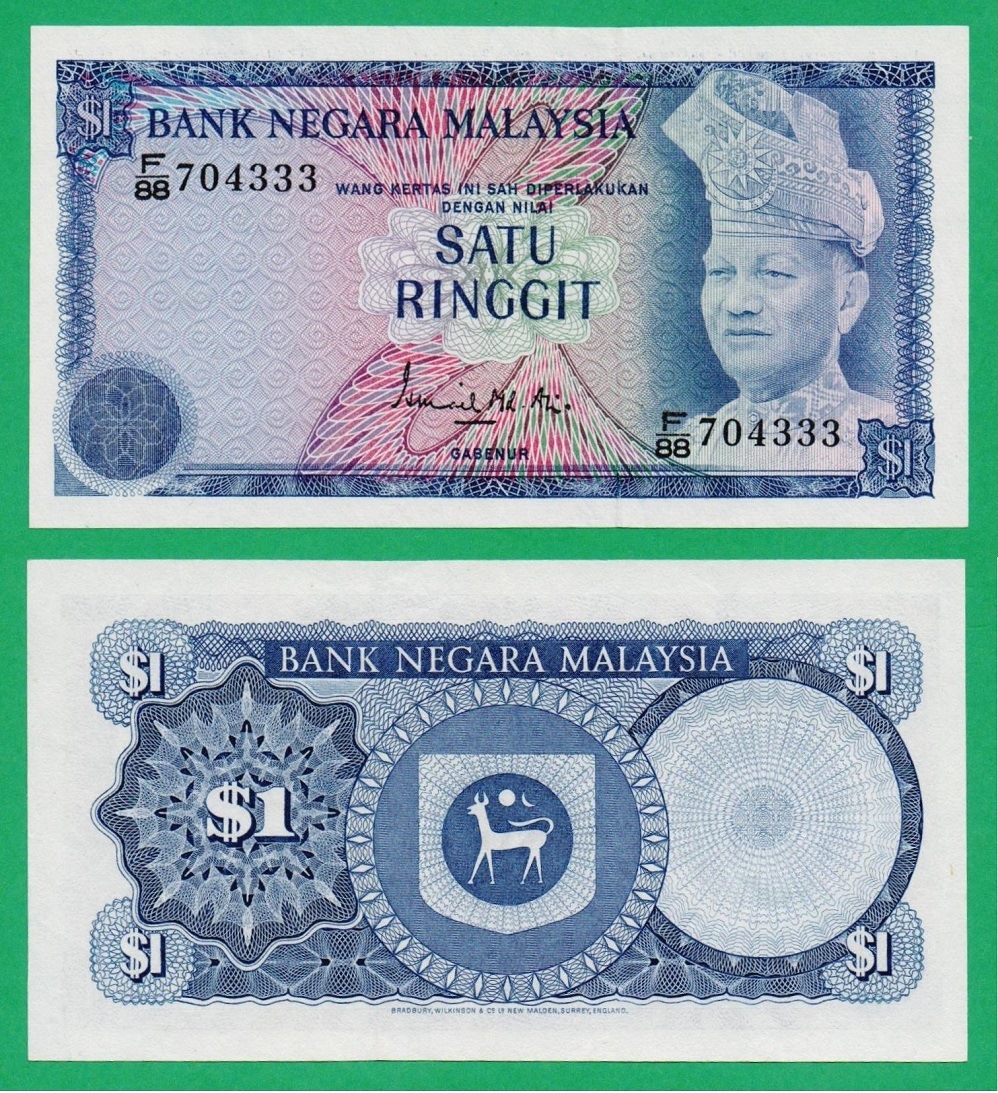 $1
BANK NEGARA MALAYSIA
F/88 704333
WANG KERTAS INI SAH DIPERLAKUKAN
DENGAN NILAI
SATU
RINGGIT
Ismail Md. Ali.
GABENUR
F/88 704333
$1
$1
BANK NEGARA MALAYSIA
$1
$1
$1
$1
BRADBURY, WILKINSON & Cº Lᴰ NEW MALDEN, SURREY, ENGLAND.